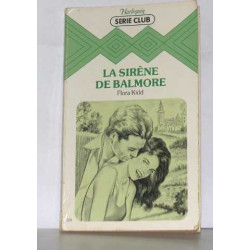 Harlequin
SERIE CLUB
LA SIRÈNE
DE BALMORE
Flora Kidd